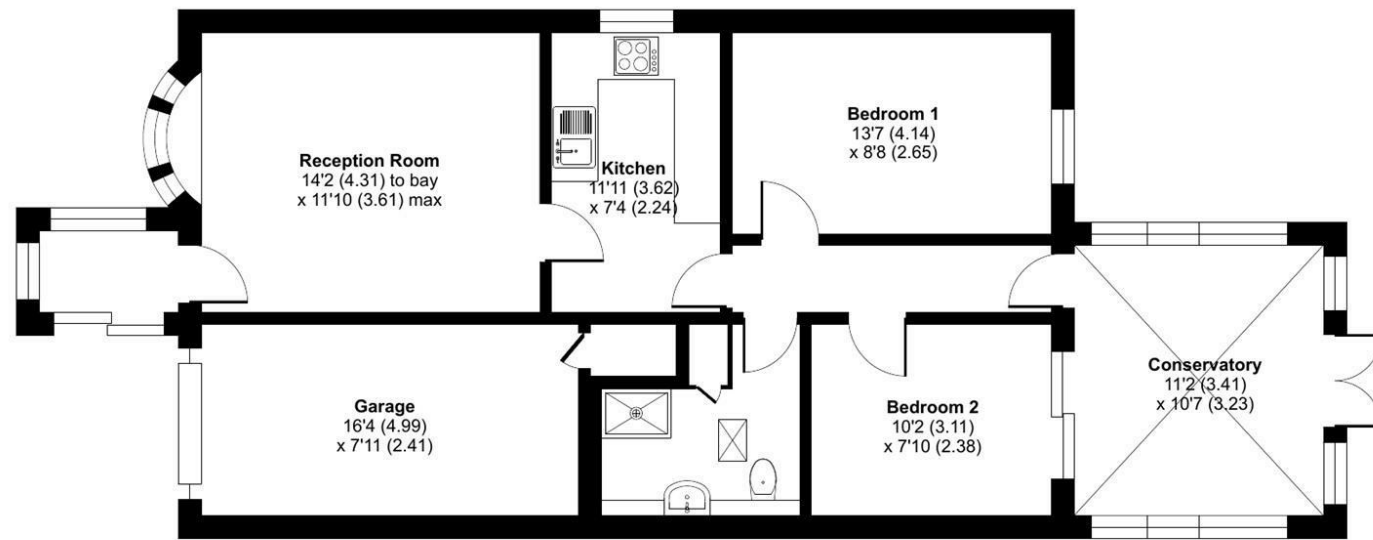 Reception Room
14'2 (4.31) to bay
x 11'10 (3.61) max
Kitchen
11'11 (3.62)
x 7'4 (2.24)
Bedroom 1
13'7 (4.14)
x 8'8 (2.65)
Garage
16'4 (4.99)
x 7'11 (2.41)
Bedroom 2
10'2 (3.11)
x 7'10 (2.38)
Conservatory
11'2 (3.41)
x 10'7 (3.23)